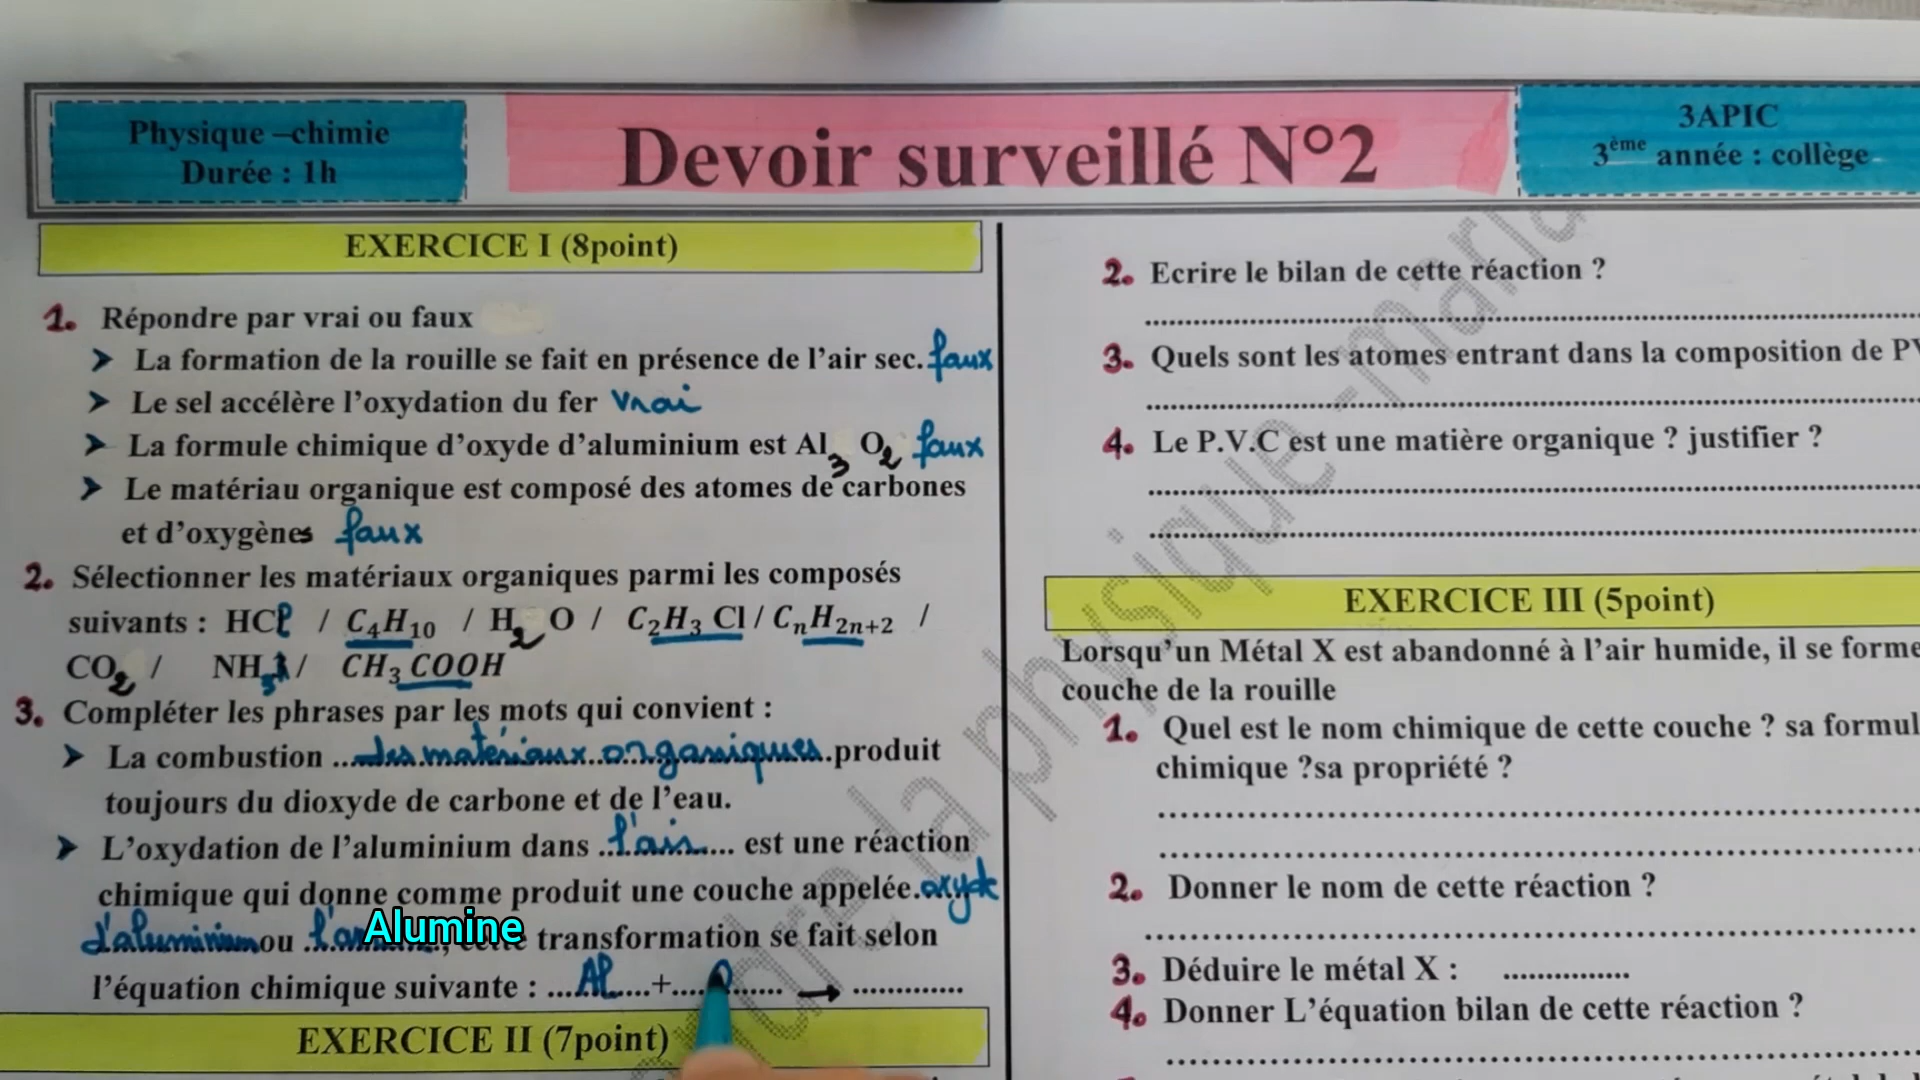 Physique –chimie
Durée : 1h
Devoir surveillé N°2
3APIC
3ème année : collège
EXERCICE I (8point)
1. Répondre par vrai ou faux
➤ La formation de la rouille se fait en présence de l'air sec. faux
➤ Le sel accélère l'oxydation du fer vrai
➤ La formule chimique d'oxyde d'aluminium est Al3 O2 faux
➤ Le matériau organique est composé des atomes de carbones
et d'oxygènes faux
2. Sélectionner les matériaux organiques parmi les composés
suivants : HCl / C4H10 / H2O / C2H3 Cl / CnH2n+2 /
CO2 / NH3 / CH3COOH
3. Compléter les phrases par les mots qui convient :
➤ La combustion ...des matériaux organiques.produit
toujours du dioxyde de carbone et de l'eau.
➤ L'oxydation de l'aluminium dans ...l'air... est une réaction
chimique qui donne comme produit une couche appelée.oxyde
d'aluminium ou Alumine, cette transformation se fait selon
l'équation chimique suivante : ......Al....+....O...... → .............
EXERCICE II (7point)
2. Ecrire le bilan de cette réaction ?
3. Quels sont les atomes entrant dans la composition de
4. Le P.V.C est une matière organique ? justifier ?
EXERCICE III (5point)
Lorsqu'un Métal X est abandonné à l'air humide, il se forme
couche de la rouille
1. Quel est le nom chimique de cette couche ? sa
chimique ?sa propriété ?
2. Donner le nom de cette réaction ?
3. Déduire le métal X : ...............
4. Donner L'équation bilan de cette réaction ?
physique